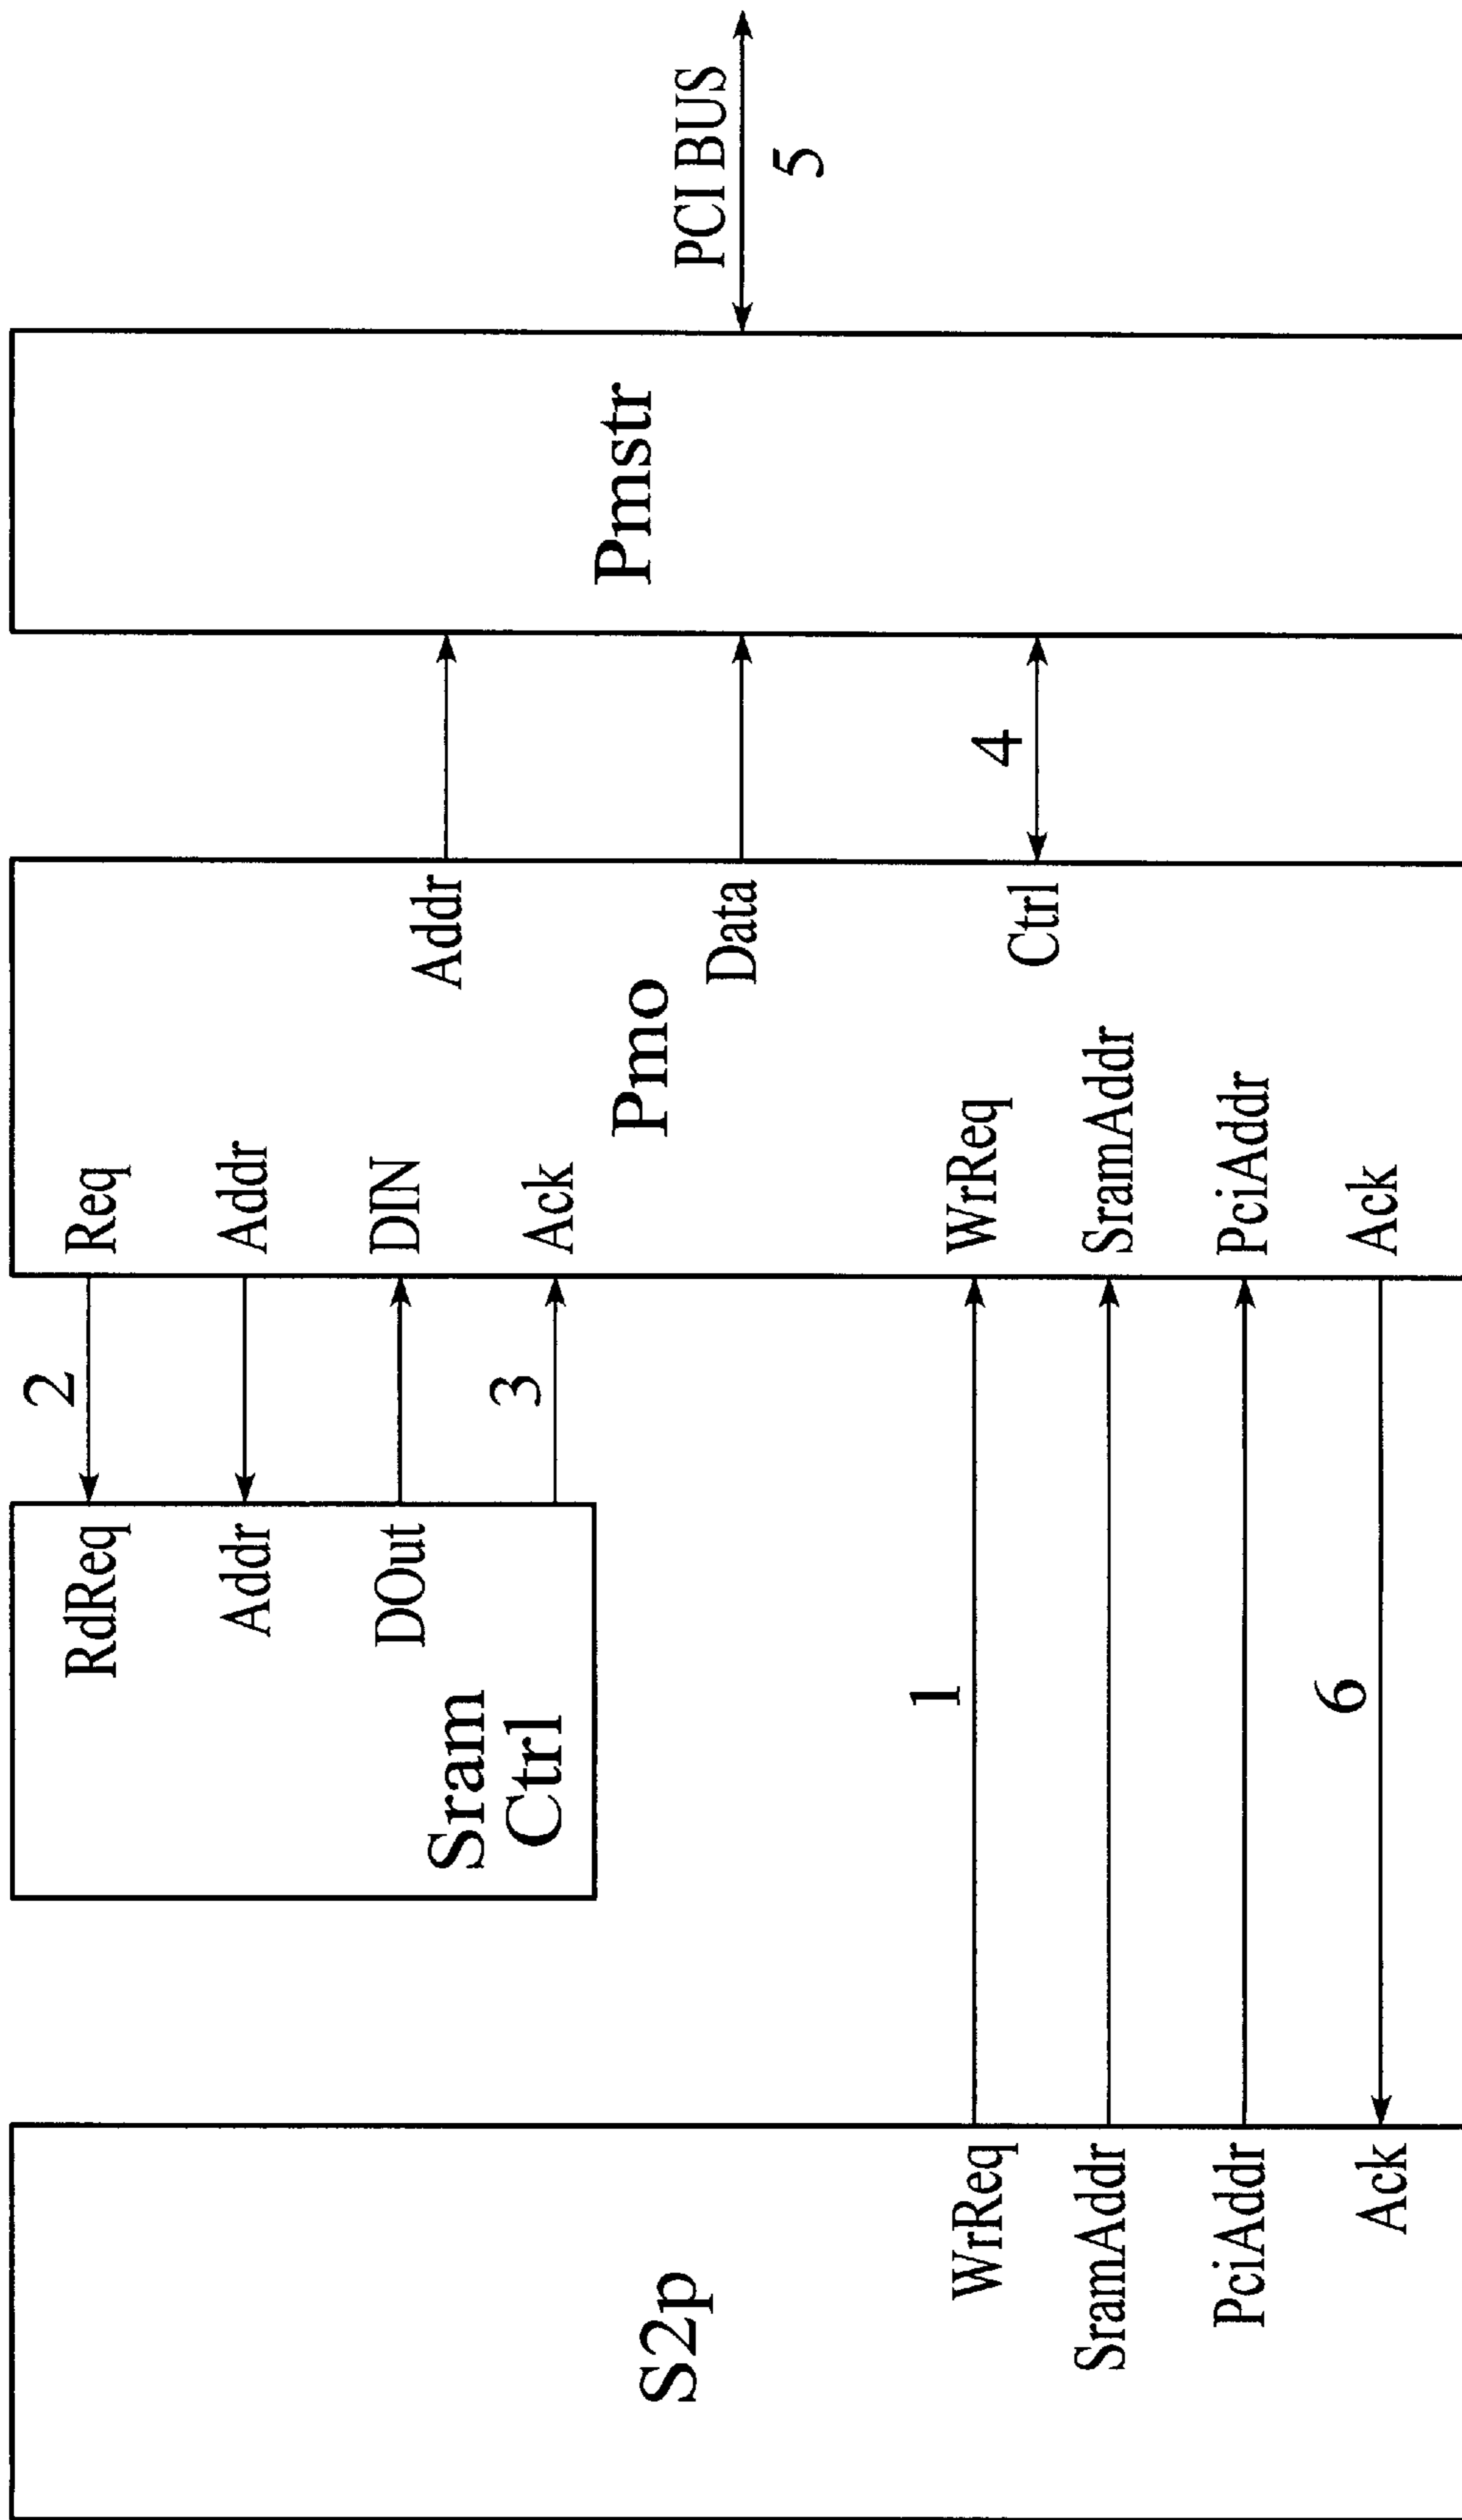 S2p
WrReq
SramAddr
PciAddr
Ack
Sram
Ctrl
RdReq
Addr
DOut
2
3
1
6
Req
Addr
DIN
Ack
Pmo
WrReq
SramAddr
PciAddr
Ack
Addr
Data
Ctrl
4
Pmstr
PCI BUS
5